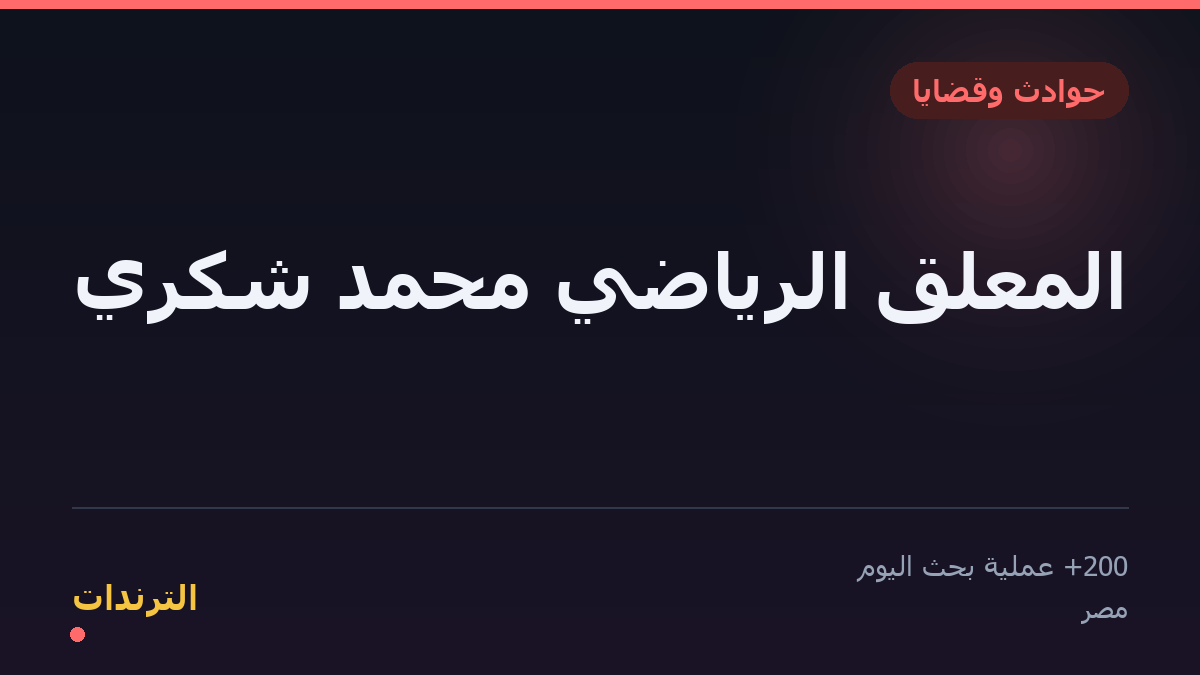 حوادث وقضايا
المعلق الرياضي محمد شكري
+200 عملية بحث اليوم
مصر
الترندات